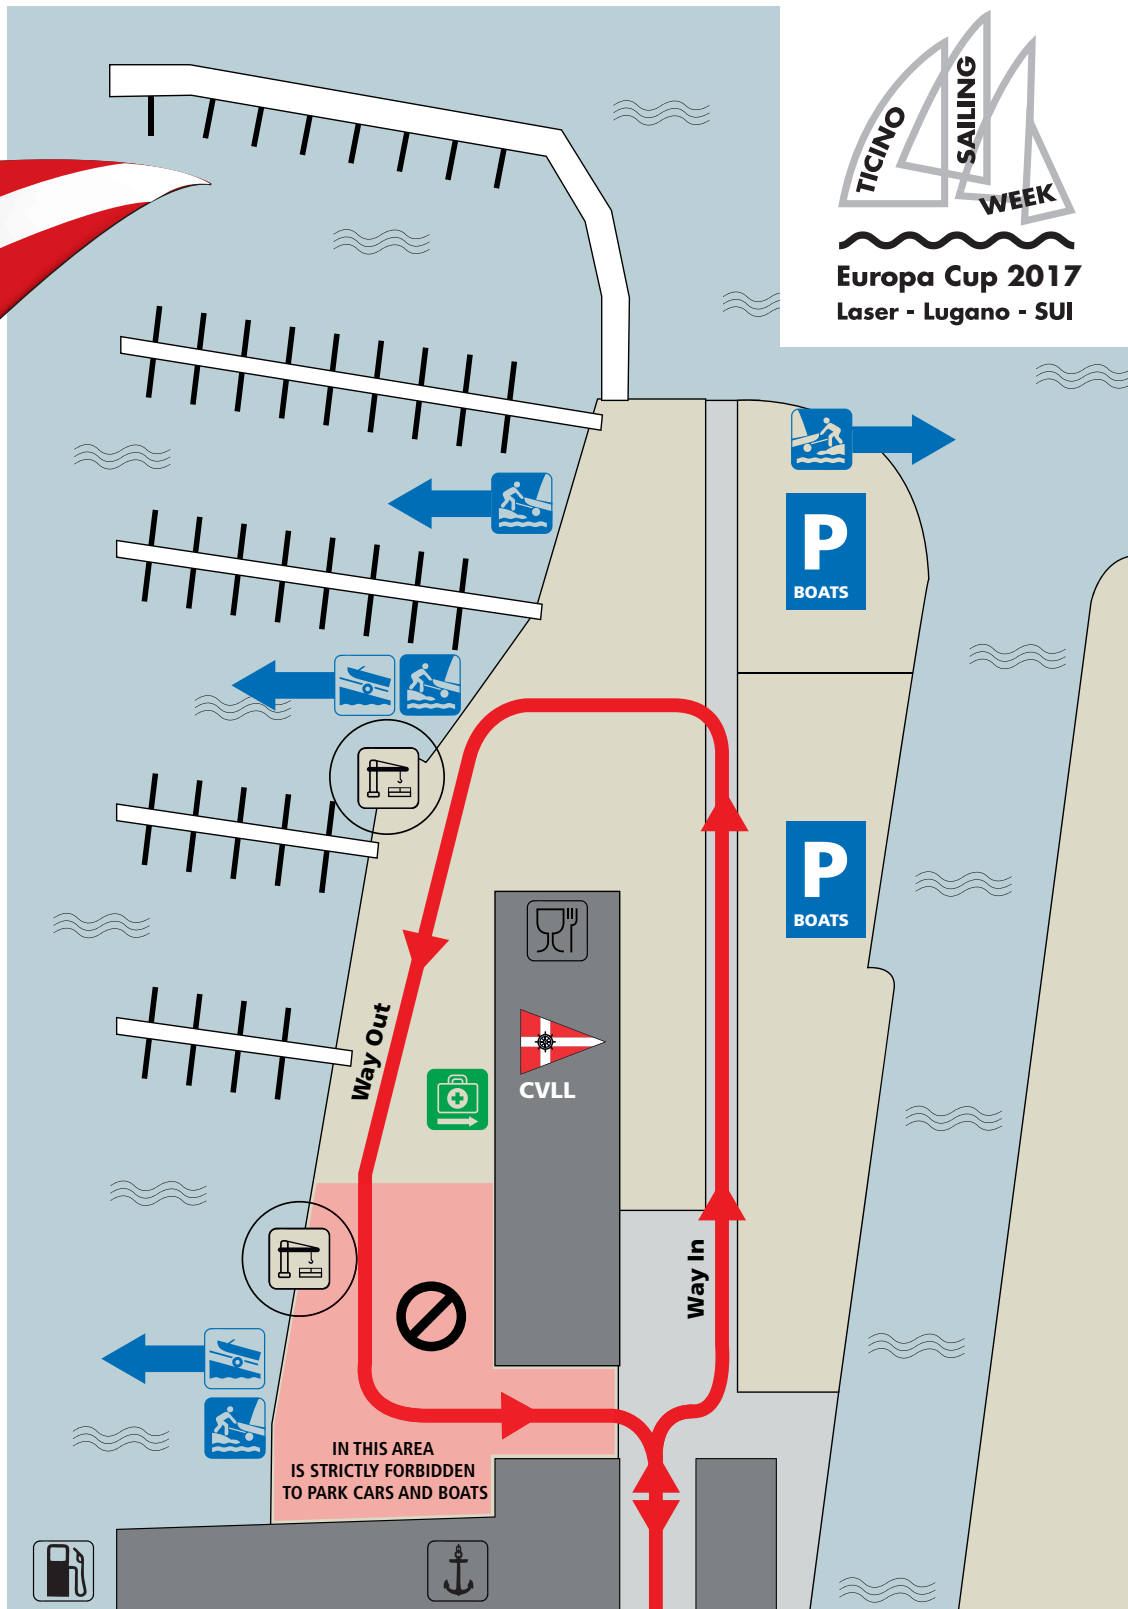 TICINO
SAILING
WEEK
Europa Cup 2017
Laser - Lugano - SUI
P
BOATS
P
BOATS
Way Out
CVLL
Way In
IN THIS AREA
IS STRICTLY FORBIDDEN
TO PARK CARS AND BOATS